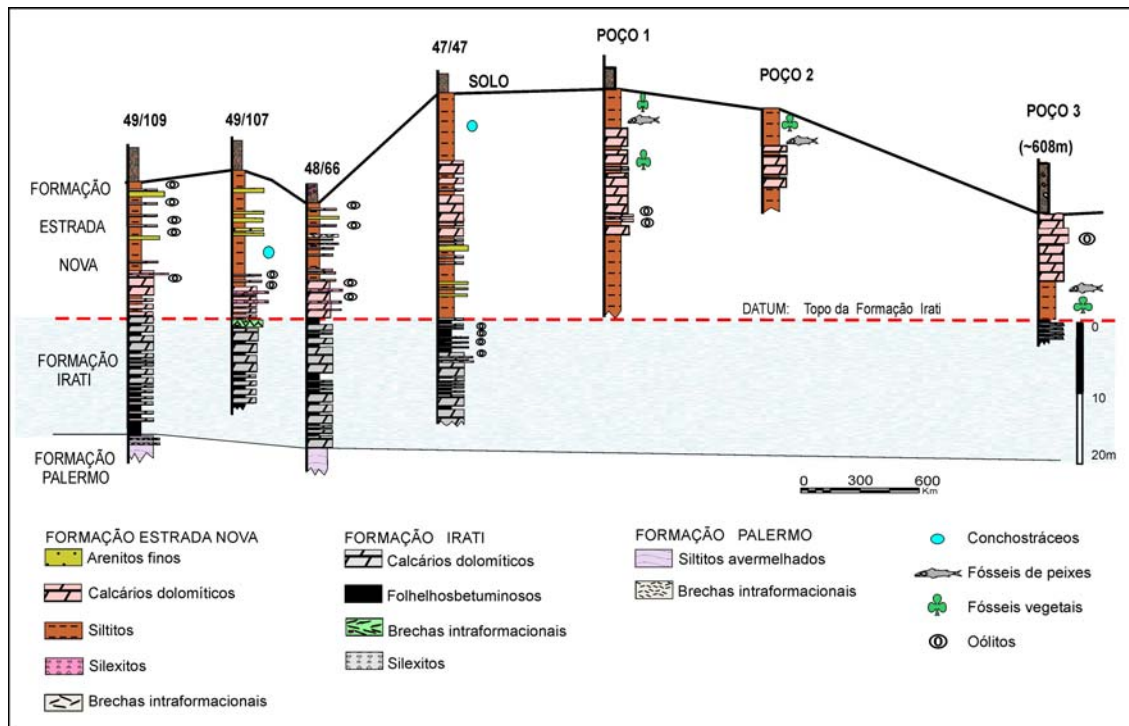 47/47
POÇO 1
POÇO 2
POÇO 3
(~608m)
49/109
49/107
48/66
SOLO
FORMAÇÃO
ESTRADA
NOVA
DATUM: Topo da Formação Irati
0
10
20m
FORMAÇÃO
IRATI
FORMAÇÃO
PALERMO
0 300 600
Km
FORMAÇÃO ESTRADA NOVA
Arenitos finos
Calcários dolomíticos
Siltitos
Silexitos
Brechas intraformacionais
FORMAÇÃO IRATI
Calcários dolomíticos
Folhelhosbetuminosos
Brechas intraformacionais
Silexitos
FORMAÇÃO PALERMO
Siltitos avermelhados
Brechas intraformacionais
Conchostráceos
Fósseis de peixes
Fósseis vegetais
Oólitos